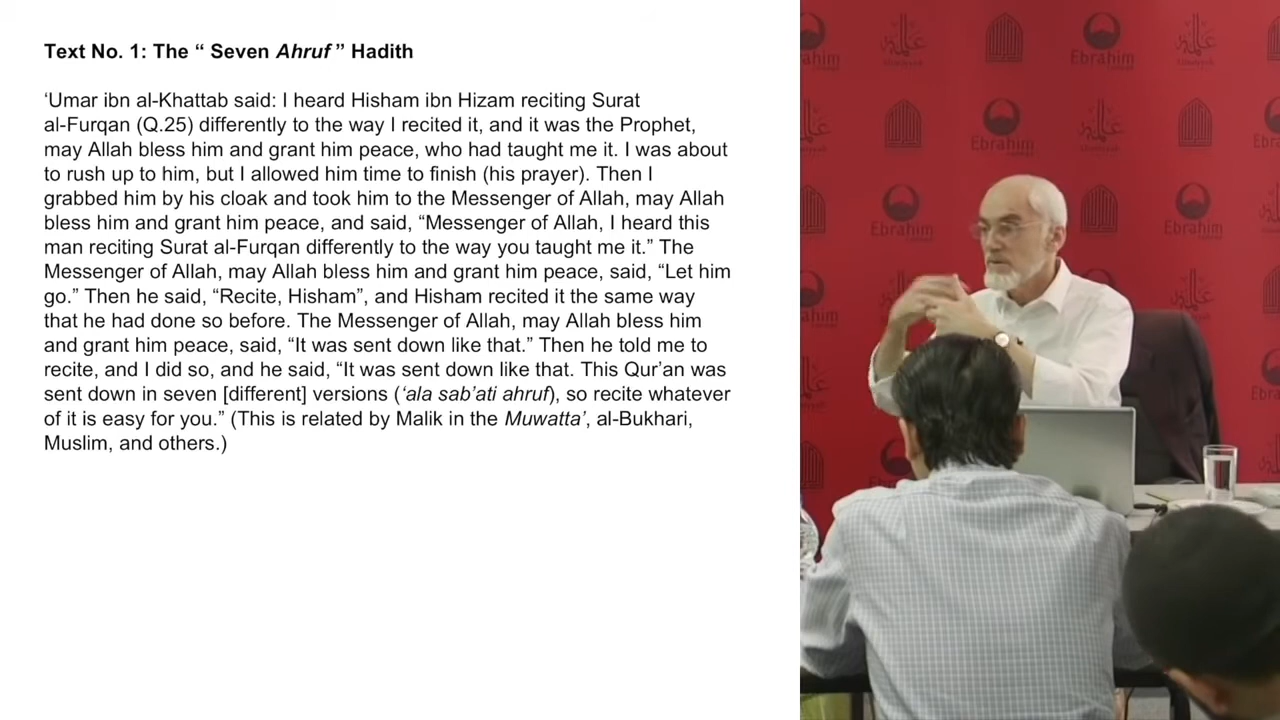 Text No. 1: The “ Seven Ahruf ” Hadith
‘Umar ibn al-Khattab said: I heard Hisham ibn Hizam reciting Surat
al-Furqan (Q.25) differently to the way I recited it, and it was the Prophet,
may Allah bless him and grant him peace, who had taught me it. I was about
to rush up to him, but I allowed him time to finish (his prayer). Then I
grabbed him by his cloak and took him to the Messenger of Allah, may Allah
bless him and grant him peace, and said, “Messenger of Allah, I heard this
man reciting Surat al-Furqan differently to the way you taught me it.” The
Messenger of Allah, may Allah bless him and grant him peace, said, “Let him
go.” Then he said, “Recite, Hisham”, and Hisham recited it the same way
that he had done so before. The Messenger of Allah, may Allah bless him
and grant him peace, said, “It was sent down like that.” Then he told me to
recite, and I did so, and he said, “It was sent down like that. This Qur’an was
sent down in seven [different] versions (‘ala sab’ati ahruf), so recite whatever
of it is easy for you.” (This is related by Malik in the Muwatta’, al-Bukhari,
Muslim, and others.)
Ebrahim
Ebrahim
Ebrahim
Ebrahim